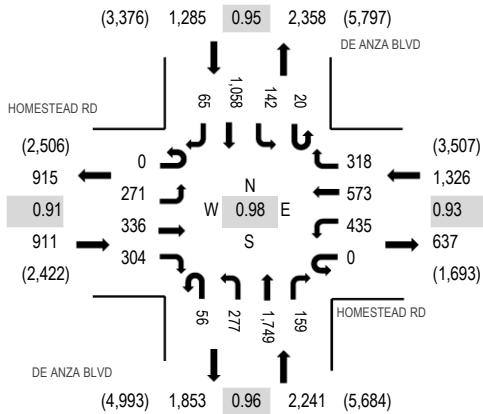 (3,376) 1,285 0.95 2,358 (5,797)
DE ANZA BLVD
HOMESTEAD RD
65 1,058 142 20
(2,506) (3,507)
915 0 318 1,326
0.91 271 573 0.93
N
W 0.98 E
S
911 336 435 637
(2,422) 304 0 (1,693)
56 277 1,749 159
HOMESTEAD RD
DE ANZA BLVD
(4,993) 1,853 0.96 2,241 (5,684)